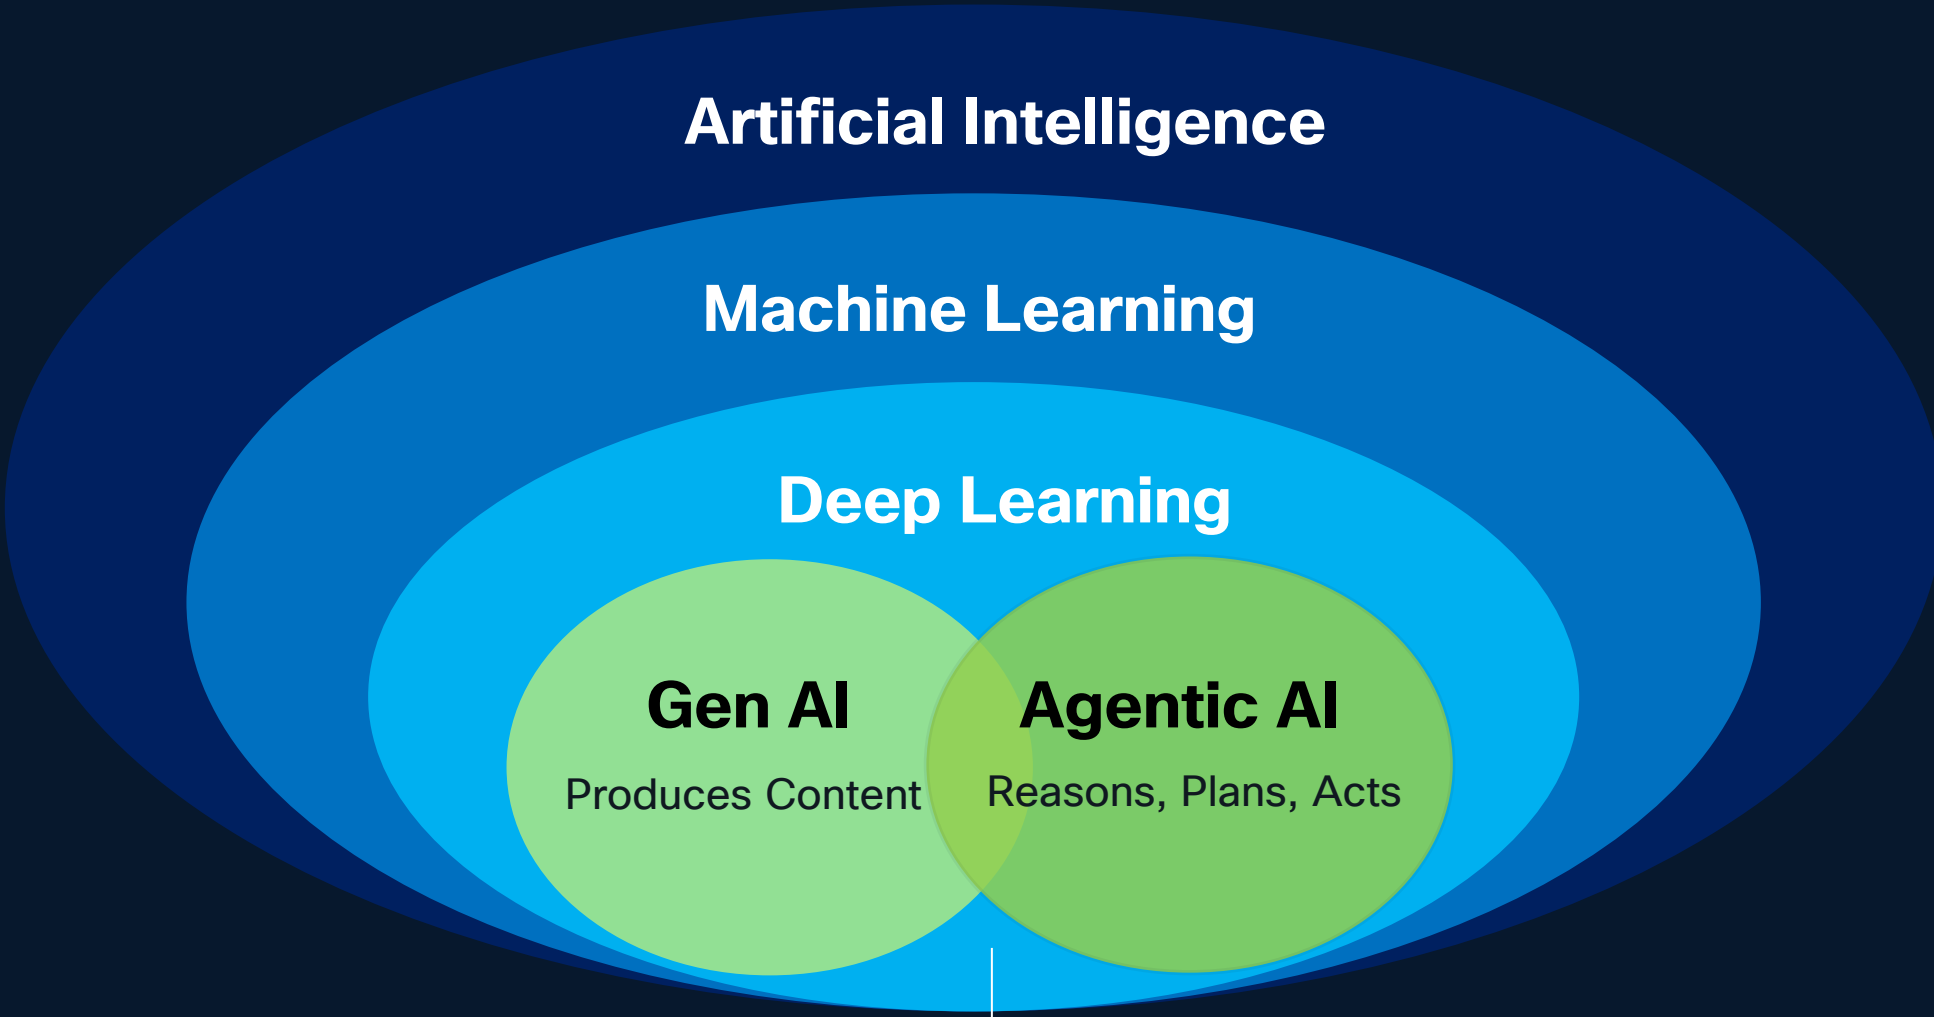 Artificial Intelligence
Machine Learning
Deep Learning
Gen AI
Produces Content
Agentic AI
Reasons, Plans, Acts